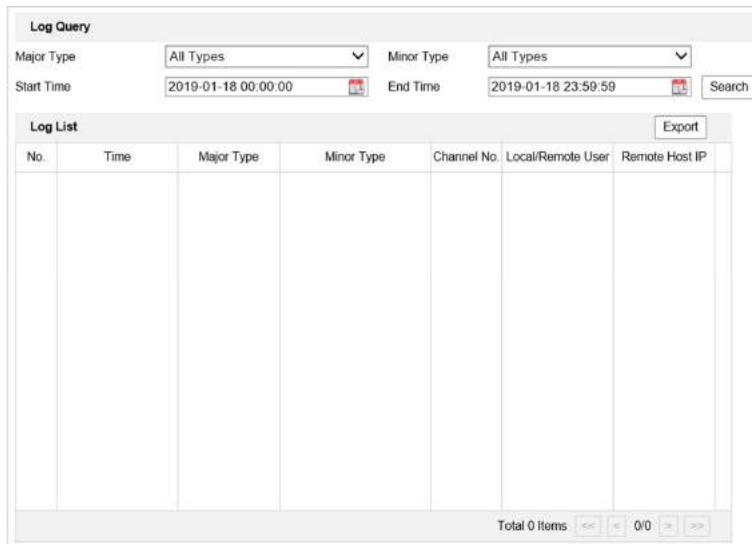 Log Query
Major Type All Types Minor Type All Types
Start Time 2019-01-18 00:00:00 End Time 2019-01-18 23:59:59 Search
Log List Export
No. Time Major Type Minor Type Channel No. Local/Remote User Remote Host IP
Total 0 Items << < 0/0 > >>